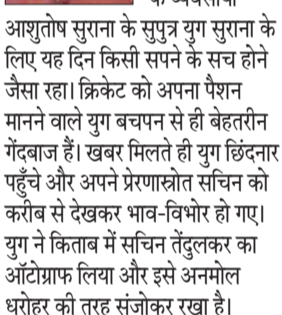 आशुतोष सुराना के सुपुत्र युग सुराना के
लिए यह दिन किसी सपने के सच होने
जैसा रहा। क्रिकेट को अपना पैशन
मानने वाले युग बचपन से ही बेहतरीन
गेंदबाज हैं। खबर मिलते ही युग छिंदनार
पहुँचे और अपने प्रेरणास्त्रोत सचिन को
करीब से देखकर भाव-विभोर हो गए।
युग ने किताब में सचिन तेंदुलकर का
ऑटोग्राफ लिया और इसे अनमोल
धरोहर की तरह संजोकर रखा है।